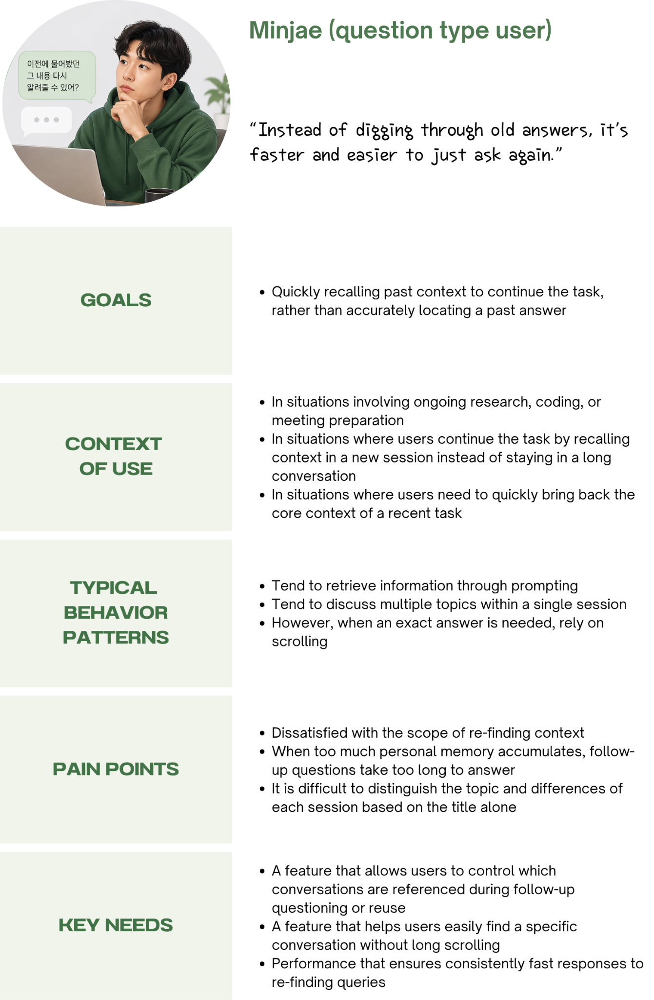 Minjae (question type user)
이전에 물어봤던
그 내용 다시
알려줄 수 있어?
“Instead of digging through old answers, it’s
faster and easier to just ask again.”
GOALS
• Quickly recalling past context to continue the task,
rather than accurately locating a past answer
CONTEXT
OF USE
• In situations involving ongoing research, coding, or
meeting preparation
• In situations where users continue the task by recalling
context in a new session instead of staying in a long
conversation
• In situations where users need to quickly bring back the
core context of a recent task
TYPICAL
BEHAVIOR
PATTERNS
• Tend to retrieve information through prompting
• Tend to discuss multiple topics within a single session
• However, when an exact answer is needed, rely on
scrolling
PAIN POINTS
• Dissatisfied with the scope of re-finding context
• When too much personal memory accumulates, follow-
up questions take too long to answer
• It is difficult to distinguish the topic and differences of
each session based on the title alone
KEY NEEDS
• A feature that allows users to control which
conversations are referenced during follow-up
questioning or reuse
• A feature that helps users easily find a specific
conversation without long scrolling
• Performance that ensures consistently fast responses to
re-finding queries